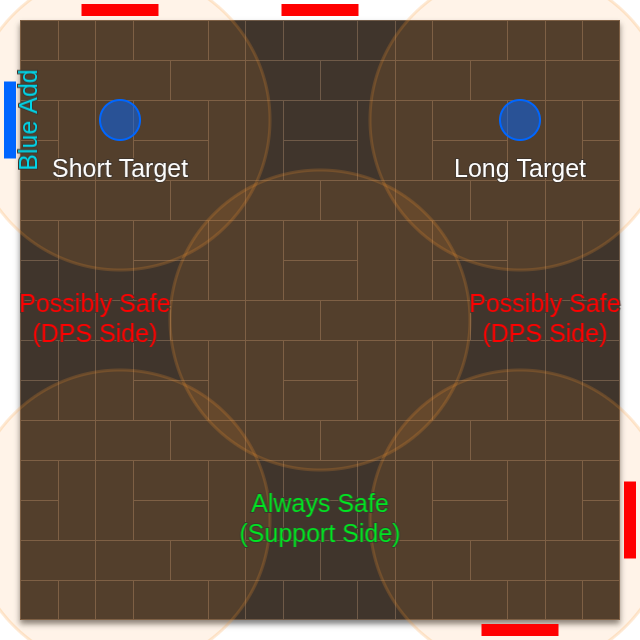 Blue Add
Short Target
Long Target
Possibly Safe
(DPS Side)
Possibly Safe
(DPS Side)
Always Safe
(Support Side)